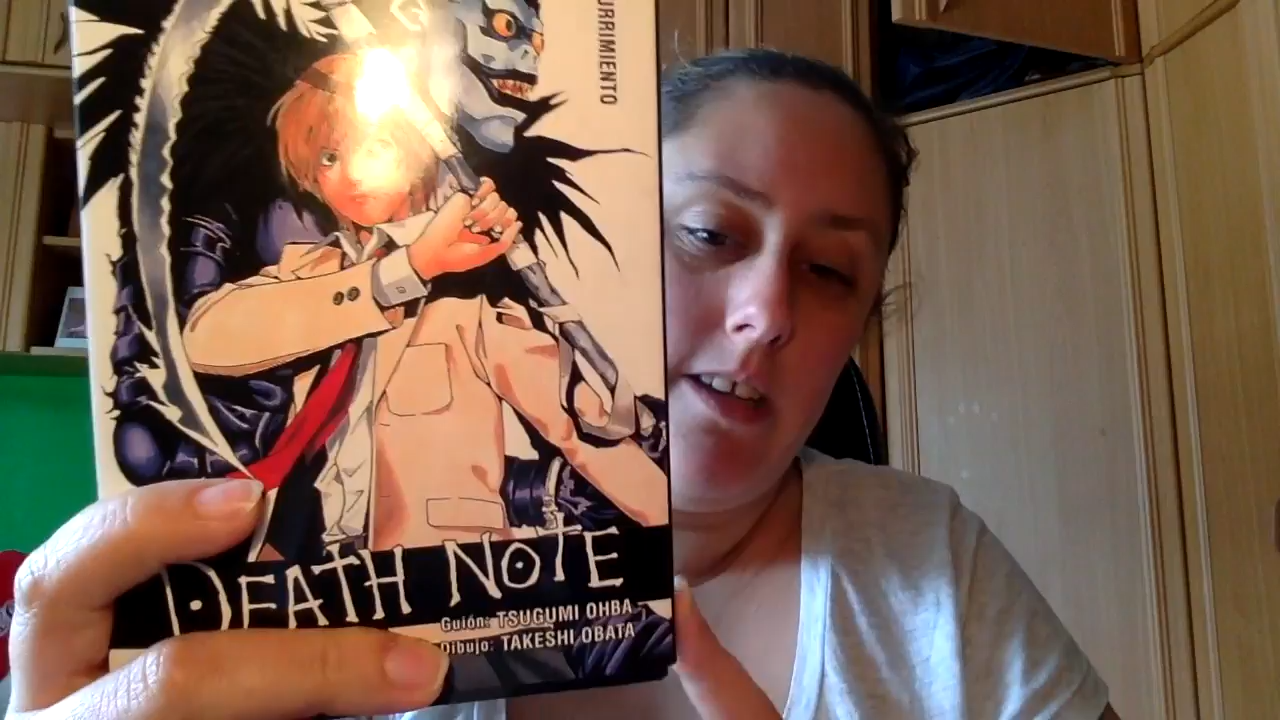 URRIMIENTO
DEATH NOTE
Guión: TSUGUMI OHBA
Dibujo: TAKESHI OBATA